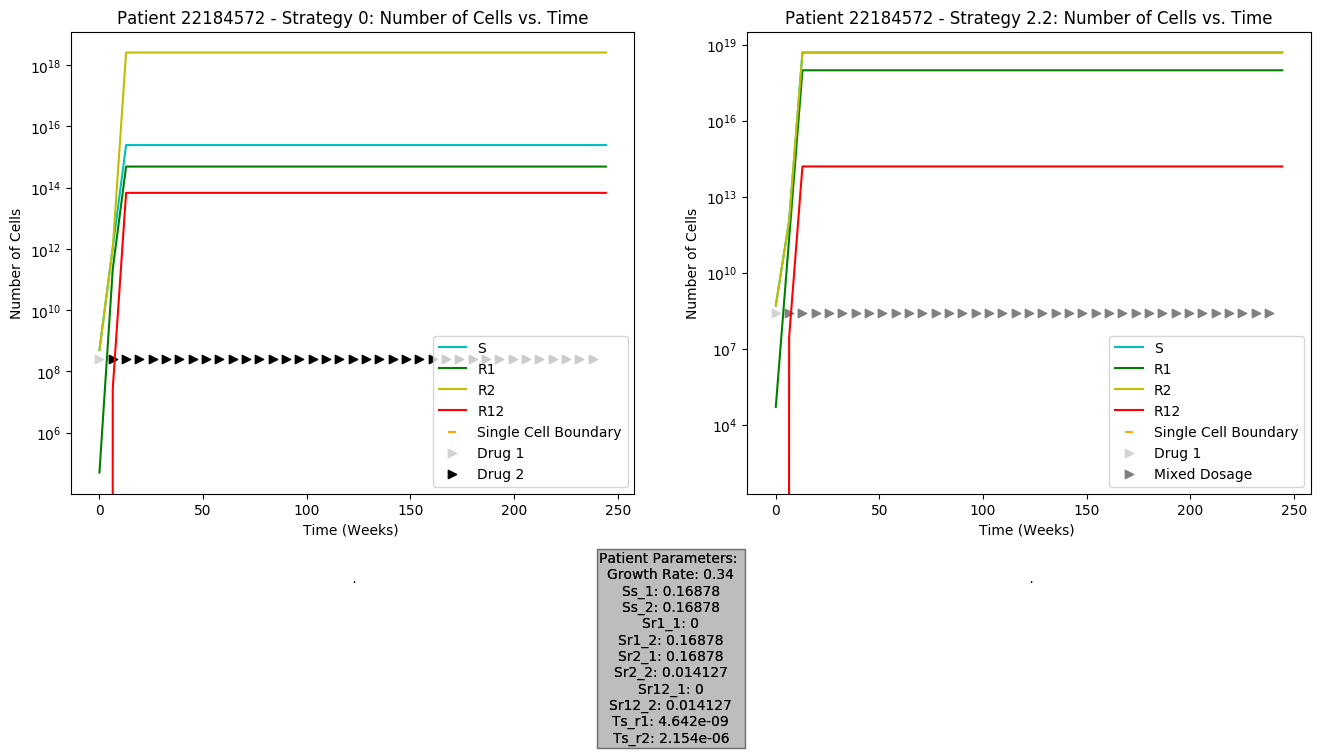 Patient 22184572 - Strategy 0: Number of Cells vs. Time
Number of Cells
10^18
10^16
10^14
10^12
10^10
10^8
10^6
0 50 100 150 200 250
Time (Weeks)
S
R1
R2
R12
Single Cell Boundary
Drug 1
Drug 2
.
Patient 22184572 - Strategy 2.2: Number of Cells vs. Time
Number of Cells
10^19
10^16
10^13
10^10
10^7
10^4
0 50 100 150 200 250
Time (Weeks)
S
R1
R2
R12
Single Cell Boundary
Drug 1
Mixed Dosage
.
Patient Parameters:
Growth Rate: 0.34
Ss_1: 0.16878
Ss_2: 0.16878
Sr1_1: 0
Sr1_2: 0.16878
Sr2_1: 0.16878
Sr2_2: 0.014127
Sr12_1: 0
Sr12_2: 0.014127
Ts_r1: 4.642e-09
Ts_r2: 2.154e-06